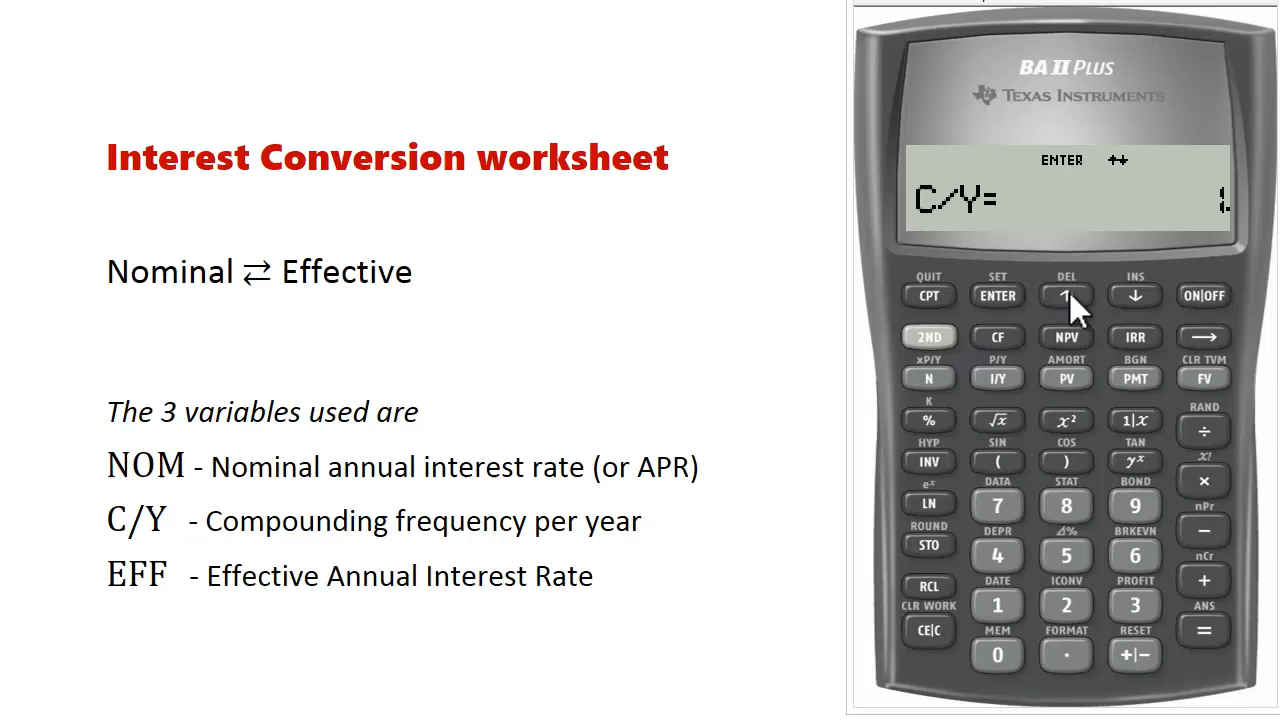 Interest Conversion worksheet
Nominal ⇄ Effective
The 3 variables used are
NOM - Nominal annual interest rate (or APR)
C/Y - Compounding frequency per year
EFF - Effective Annual Interest Rate
BA II PLUS
TEXAS INSTRUMENTS
ENTER ↑↓
C/Y= 1.
QUIT SET DEL INS
CPT ENTER ↑ ↓ ON|OFF
2ND CF NPV IRR →
xP/Y P/Y AMORT BGN CLR TVM
N I/Y PV PMT FV
K RAND
% √x x² 1|x ÷
HYP SIN COS TAN x!
INV ( ) yˣ ×
eˣ DATA STAT BOND nPr
LN 7 8 9 −
ROUND DEPR Δ% BRKEVN nCr
STO 4 5 6 +
DATE ICONV PROFIT
RCL 1 2 3
CLR WORK ANS
CE|C =
MEM FORMAT RESET
0 . +|−